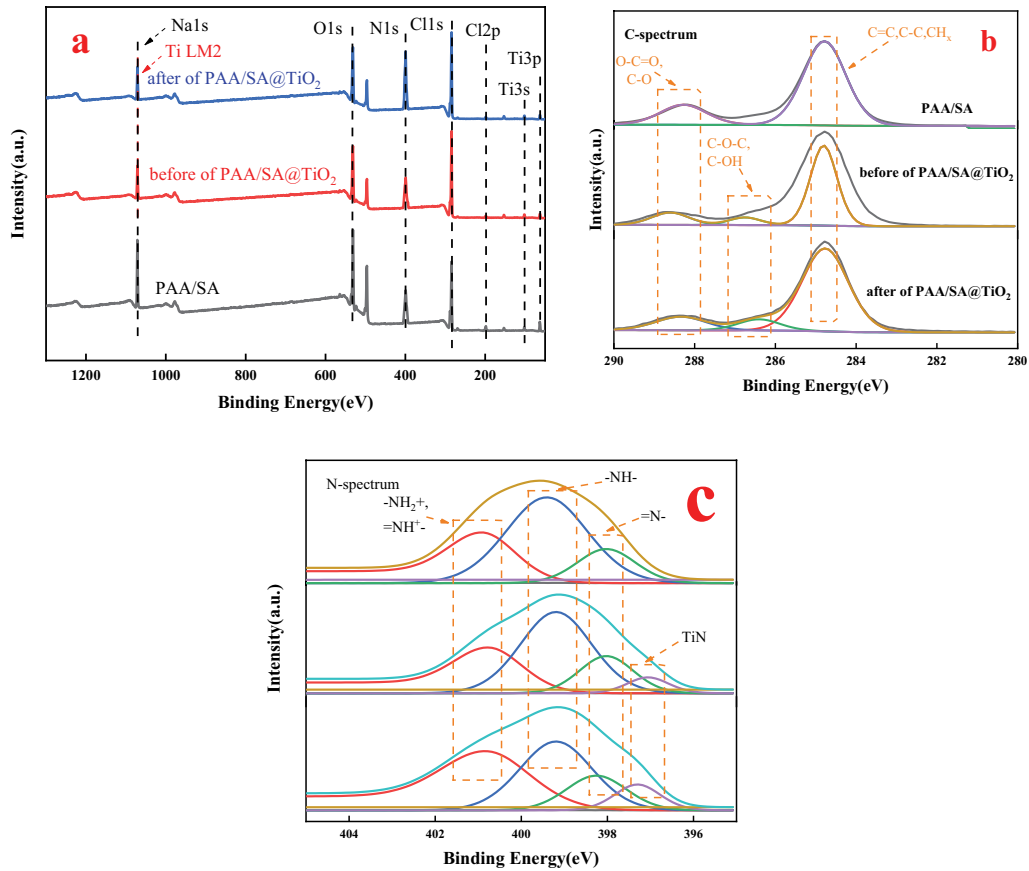 a
Na1s
Ti LM2
after of PAA/SA@TiO2
before of PAA/SA@TiO2
PAA/SA
O1s
N1s
Cl1s
Cl2p
Ti3p
Ti3s
Intensity(a.u.)
1200 1000 800 600 400 200
Binding Energy(eV)
b
C-spectrum
C=C,C-C,CHx
O-C=O,
C-O
PAA/SA
C-O-C,
C-OH
before of PAA/SA@TiO2
after of PAA/SA@TiO2
Intensity(a.u.)
290 288 286 284 282 280
Binding Energy(eV)
c
N-spectrum
-NH2+,
=NH+-
-NH-
=N-
TiN
Intensity(a.u.)
404 402 400 398 396
Binding Energy(eV)